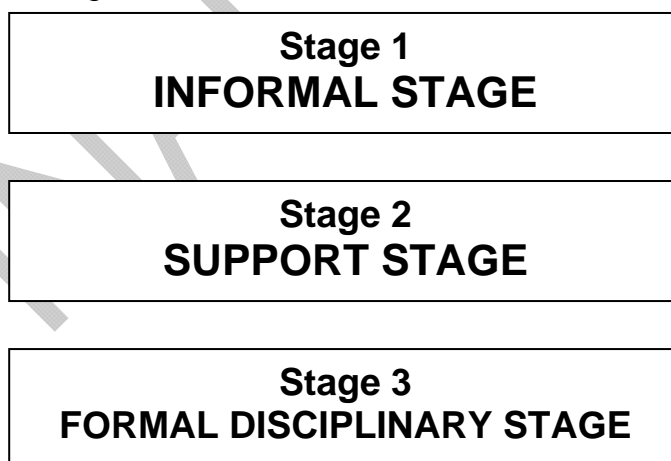 Stage 1
INFORMAL STAGE
Stage 2
SUPPORT STAGE
Stage 3
FORMAL DISCIPLINARY STAGE